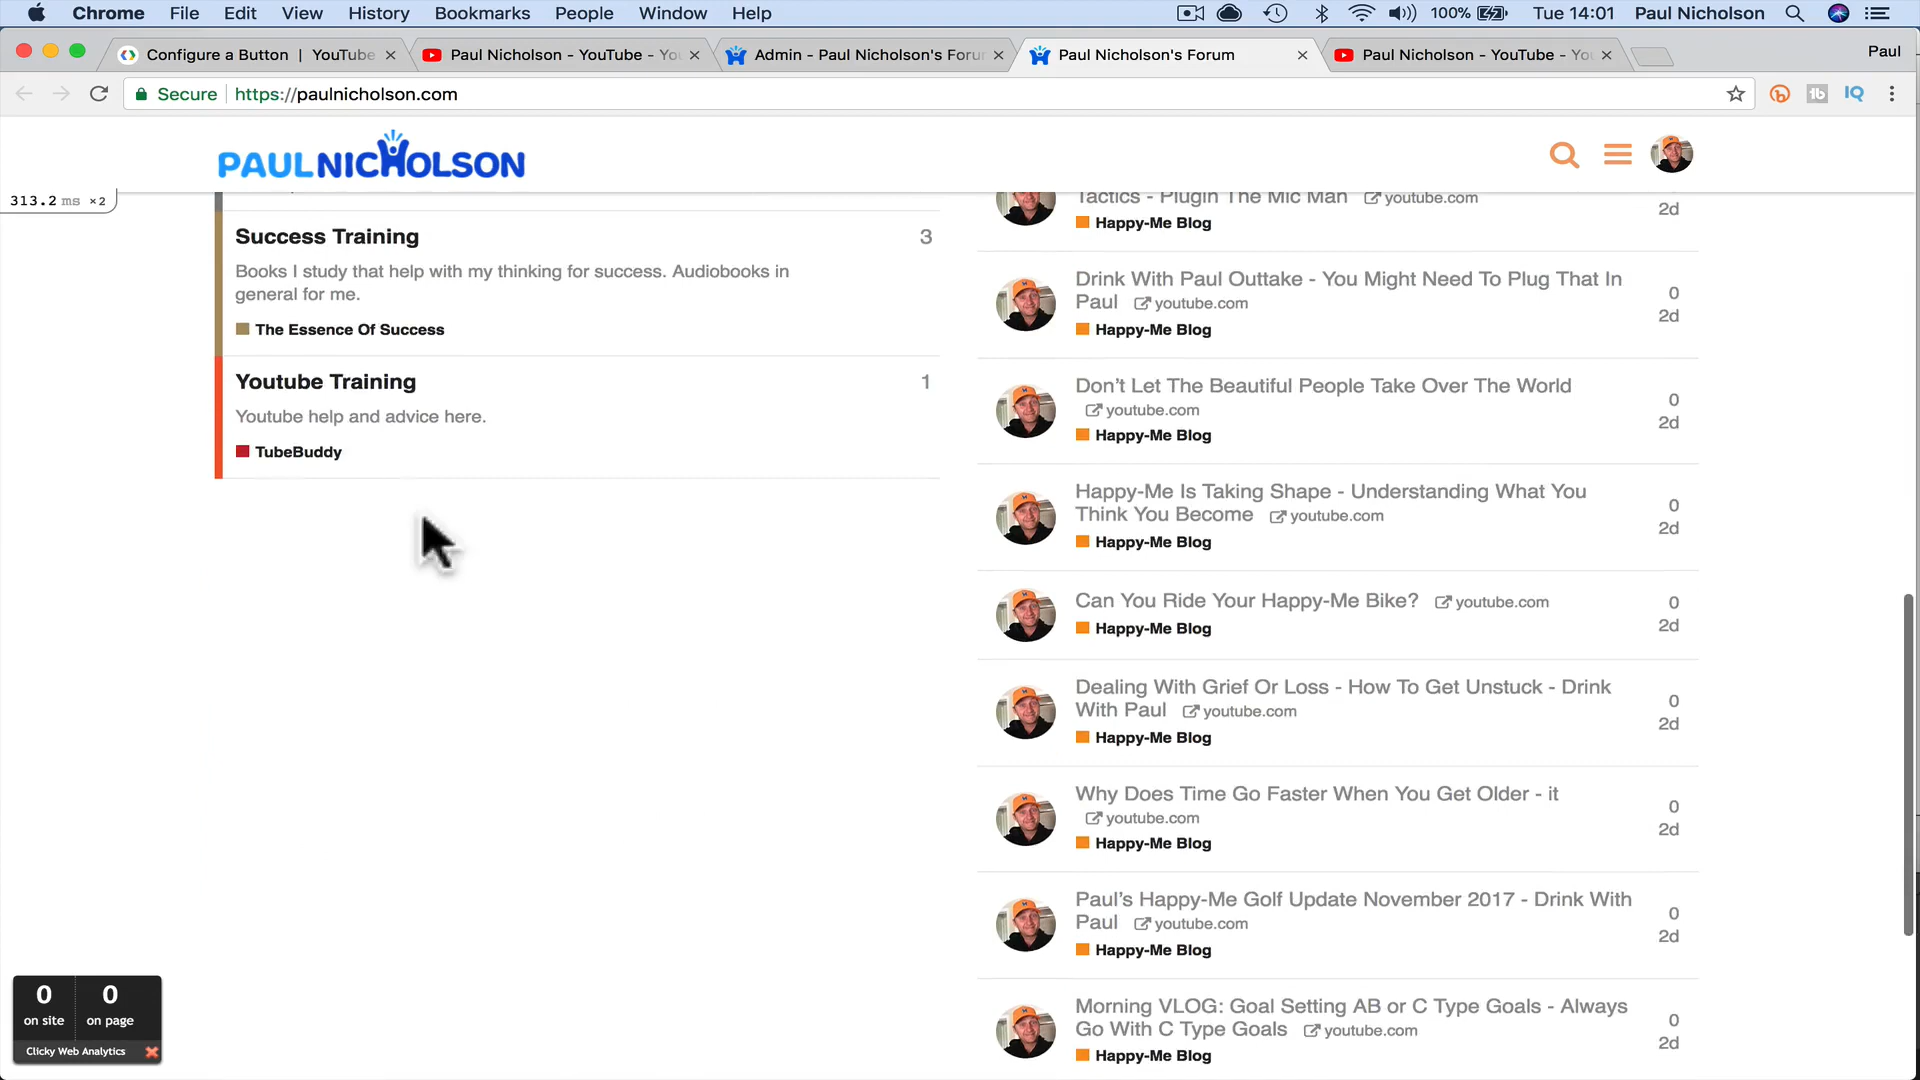 Chrome File Edit View History Bookmarks People Window Help 100% Tue 14:01 Paul Nicholson
Configure a Button | YouTube
Paul Nicholson - YouTube - Yo
Admin - Paul Nicholson's Foru
Paul Nicholson's Forum
Paul Nicholson - YouTube - Yo
Paul
Secure https://paulnicholson.com
PAULNICHOLSON
313.2 ms ×2
Success Training 3
Books I study that help with my thinking for success. Audiobooks in
general for me.
The Essence Of Success
Youtube Training 1
Youtube help and advice here.
TubeBuddy
Tactics - Plugin The Mic Man youtube.com
2d
Happy-Me Blog
Drink With Paul Outtake - You Might Need To Plug That In
Paul youtube.com
0
2d
Happy-Me Blog
Don't Let The Beautiful People Take Over The World
youtube.com
0
2d
Happy-Me Blog
Happy-Me Is Taking Shape - Understanding What You
Think You Become youtube.com
0
2d
Happy-Me Blog
Can You Ride Your Happy-Me Bike? youtube.com
0
2d
Happy-Me Blog
Dealing With Grief Or Loss - How To Get Unstuck - Drink
With Paul youtube.com
0
2d
Happy-Me Blog
Why Does Time Go Faster When You Get Older - it
youtube.com
0
2d
Happy-Me Blog
Paul's Happy-Me Golf Update November 2017 - Drink With
Paul youtube.com
0
2d
Happy-Me Blog
Morning VLOG: Goal Setting AB or C Type Goals - Always
Go With C Type Goals youtube.com
0
2d
Happy-Me Blog
0 0
on site on page
Clicky Web Analytics